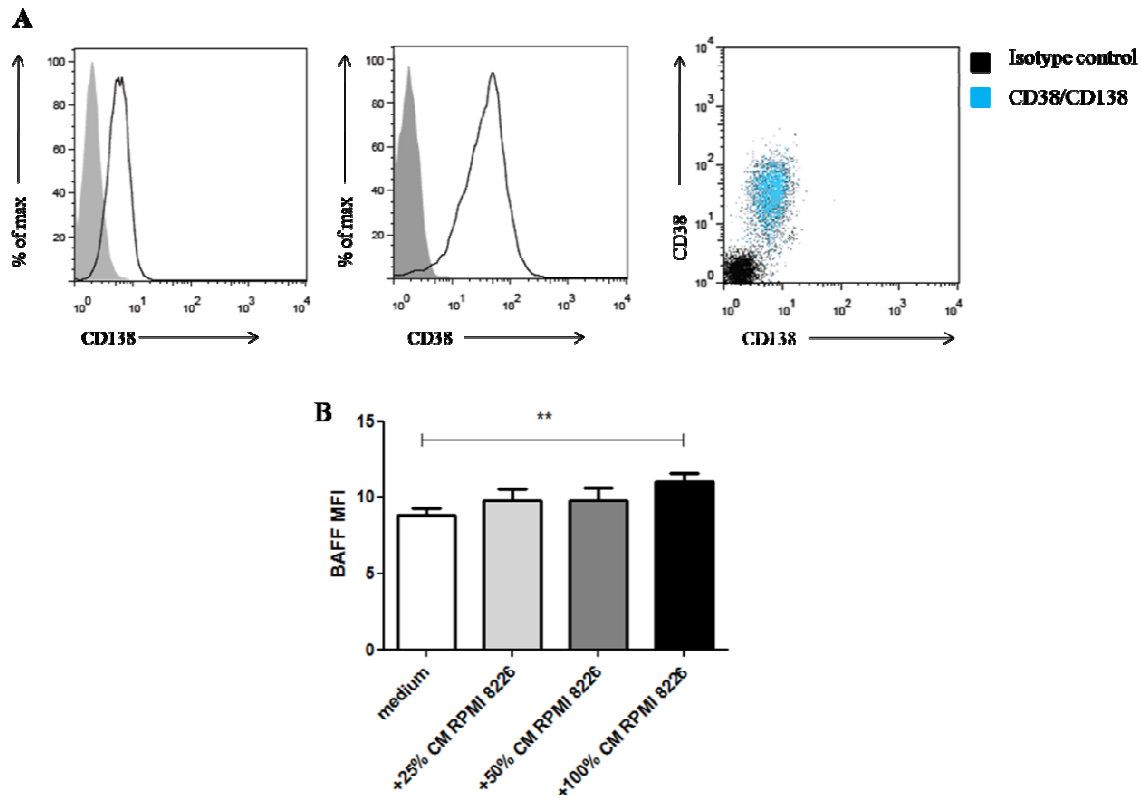 A
100
80
60
40
20
% of max
10^0 10^1 10^2 10^3 10^4
CD138
100
80
60
40
20
% of max
10^0 10^1 10^2 10^3 10^4
CD38
10^4
10^3
10^2
10^1
10^0
CD38
10^0 10^1 10^2 10^3 10^4
CD138
Isotype control
CD38/CD138
B
**
15
10
5
0
BAFF MFI
medium
+25% CM RPMI 8226
+50% CM RPMI 8226
+100% CM RPMI 8226